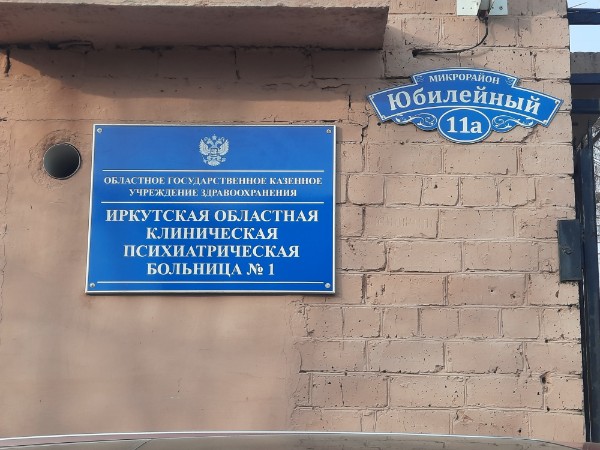 МИКРОРАЙОН
Юбилейный
11а
ОБЛАСТНОЕ ГОСУДАРСТВЕННОЕ КАЗЕННОЕ
УЧРЕЖДЕНИЕ ЗДРАВООХРАНЕНИЯ
ИРКУТСКАЯ ОБЛАСТНАЯ
КЛИНИЧЕСКАЯ
ПСИХИАТРИЧЕСКАЯ
БОЛЬНИЦА № 1